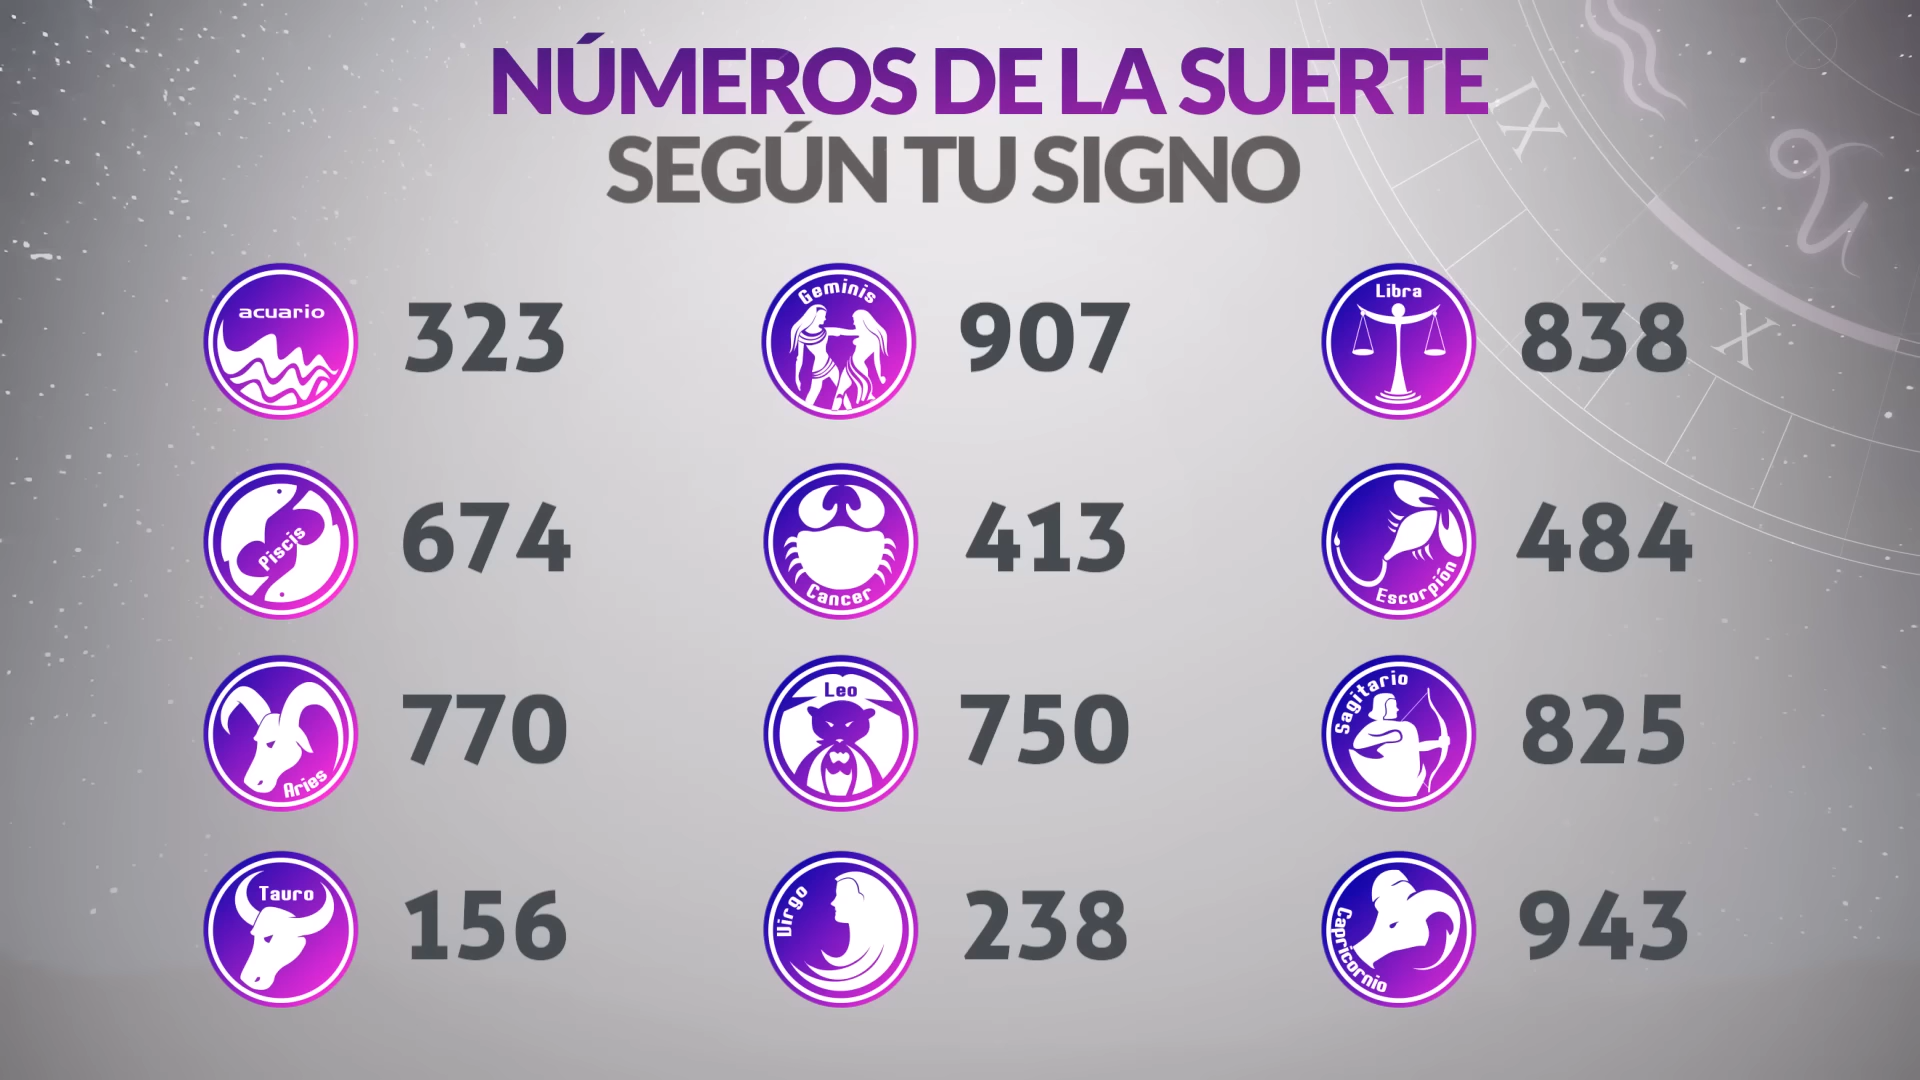 NÚMEROS DE LA SUERTE
SEGÚN TU SIGNO
IX
X
acuario 323
Geminis 907
Libra 838
Piscis 674
Cancer 413
Escorpión 484
Aries 770
Leo 750
Sagitario 825
Tauro 156
Virgo 238
Capricornio 943